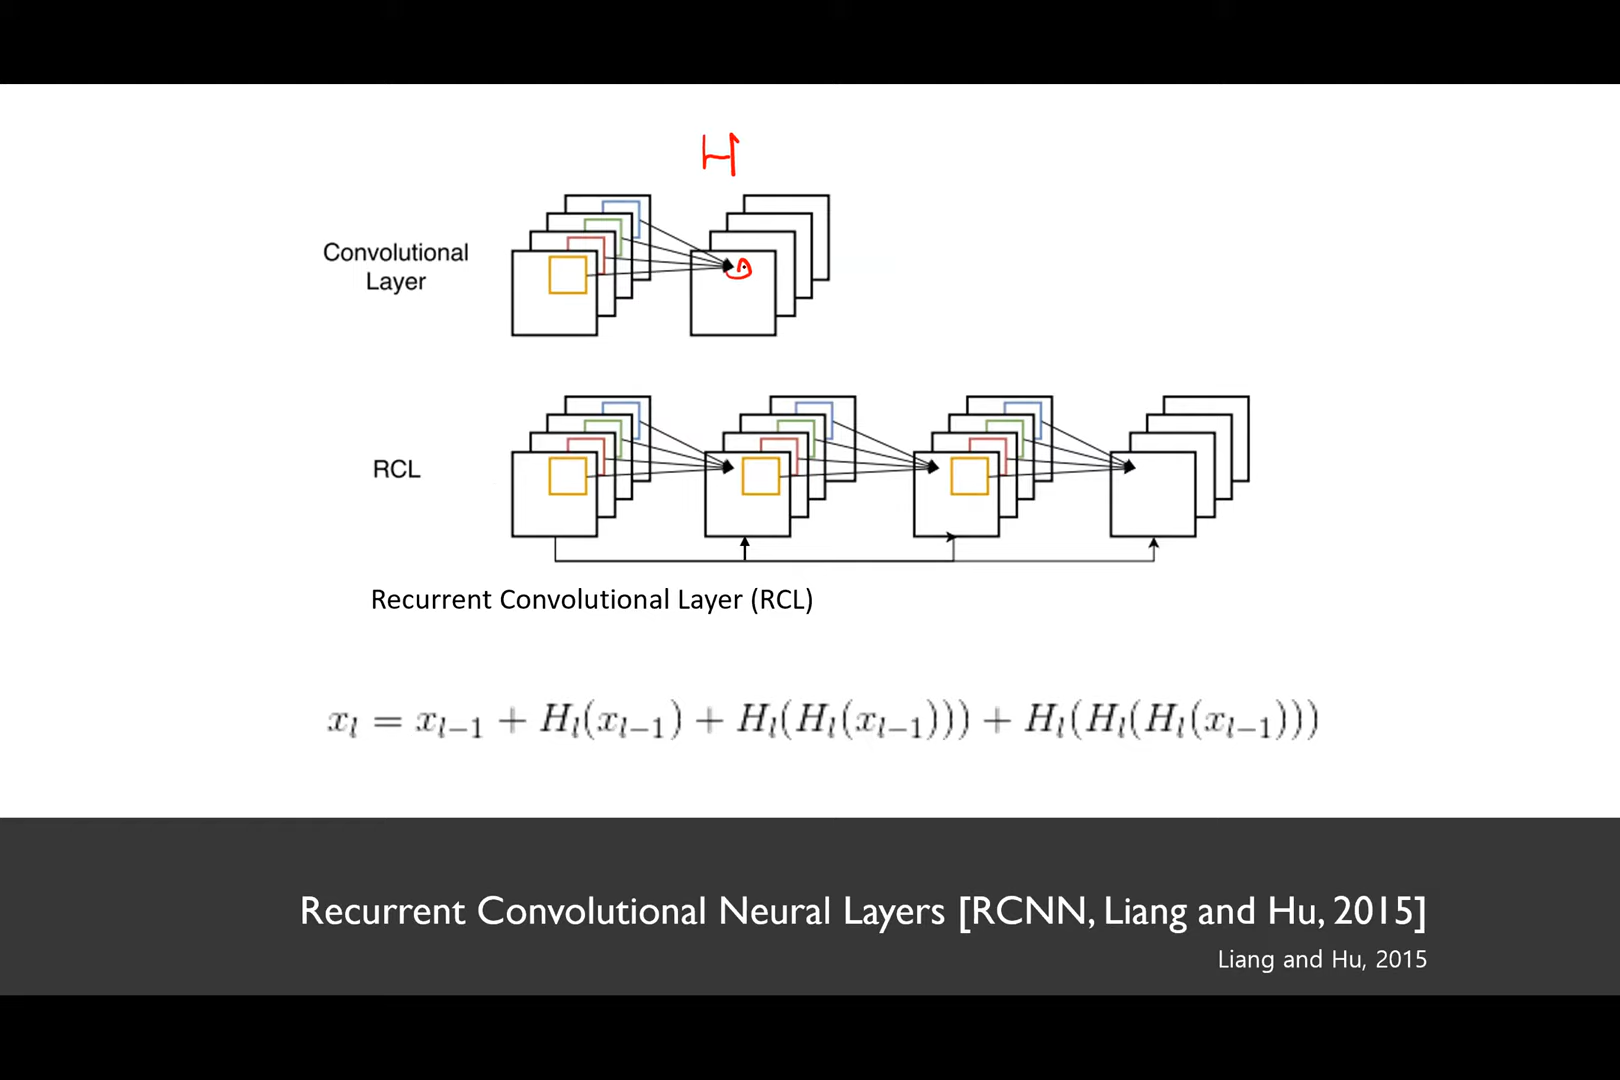 H
Convolutional
Layer
RCL
Recurrent Convolutional Layer (RCL)
x_l = x_{l-1} + H_l(x_{l-1}) + H_l(H_l(x_{l-1}))) + H_l(H_l(H_l(x_{l-1})))
Recurrent Convolutional Neural Layers [RCNN, Liang and Hu, 2015]
Liang and Hu, 2015